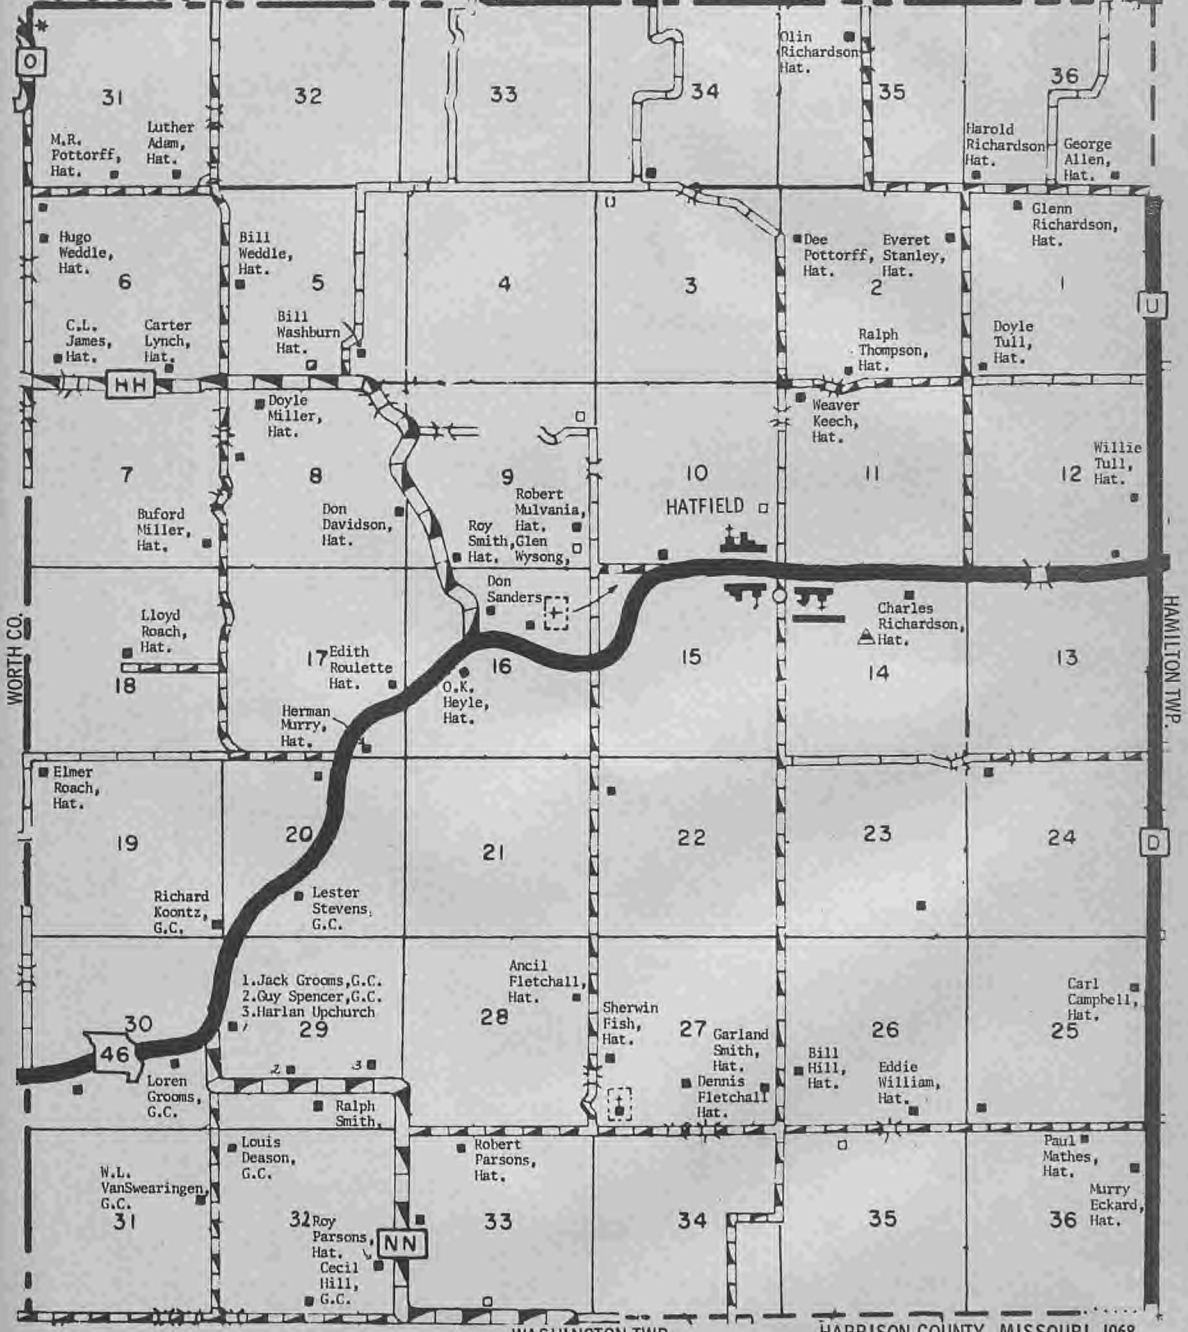 *
O
31
32
33
34
35
36
Olin
Richardson
Hat.
M.R.
Pottorff,
Hat.
Luther
Adam,
Hat.
Harold
Richardson
Hat.
George
Allen,
Hat.
Hugo
Weddle,
Hat.
6
Bill
Weddle,
Hat.
5
4
3
Dee
Pottorff,
Hat.
Everet
Stanley,
Hat.
2
Glenn
Richardson,
Hat.
1
U
C.L.
James,
Hat.
Carter
Lynch,
Hat.
Bill
Washburn
Hat.
Ralph
Thompson,
Hat.
Doyle
Tull,
Hat.
HH
Doyle
Miller,
Hat.
Weaver
Keech,
Hat.
7
8
9
10
11
12
Willie
Tull,
Hat.
Buford
Miller,
Hat.
Don
Davidson,
Hat.
Robert
Mulvania,
Hat.
Roy
Smith,
Hat.
Glen
Wysong,
HATFIELD
Don
Sanders
Lloyd
Roach,
Hat.
18
17
Edith
Roulette
Hat.
16
15
Charles
Richardson,
Hat.
14
13
WORTH CO.
HAMILTON TWP.
O.K.
Heyle,
Hat.
Herman
Murry,
Hat.
Elmer
Roach,
Hat.
19
20
21
22
23
24
D
Richard
Koontz,
G.C.
Lester
Stevens,
G.C.
1.Jack Grooms,G.C.
2.Guy Spencer,G.C.
3.Harlan Upchurch
30
29
28
27
26
25
46
Ancil
Fletchall,
Hat.
Sherwin
Fish,
Hat.
Garland
Smith,
Hat.
Dennis
Fletchall
Hat.
Bill
Hill,
Hat.
Eddie
William,
Hat.
Carl
Campbell,
Hat.
Loren
Grooms,
G.C.
2
3
Ralph
Smith,
Louis
Deason,
G.C.
Robert
Parsons,
Hat.
Paul
Mathes,
Hat.
W.L.
VanSwearingen,
G.C.
31
32
Roy
Parsons,
Hat.
Cecil
Hill,
G.C.
NN
33
34
35
36
Murry
Eckard,
Hat.
WASHINGTON TWP.
HARRISON COUNTY, MISSOURI 1968